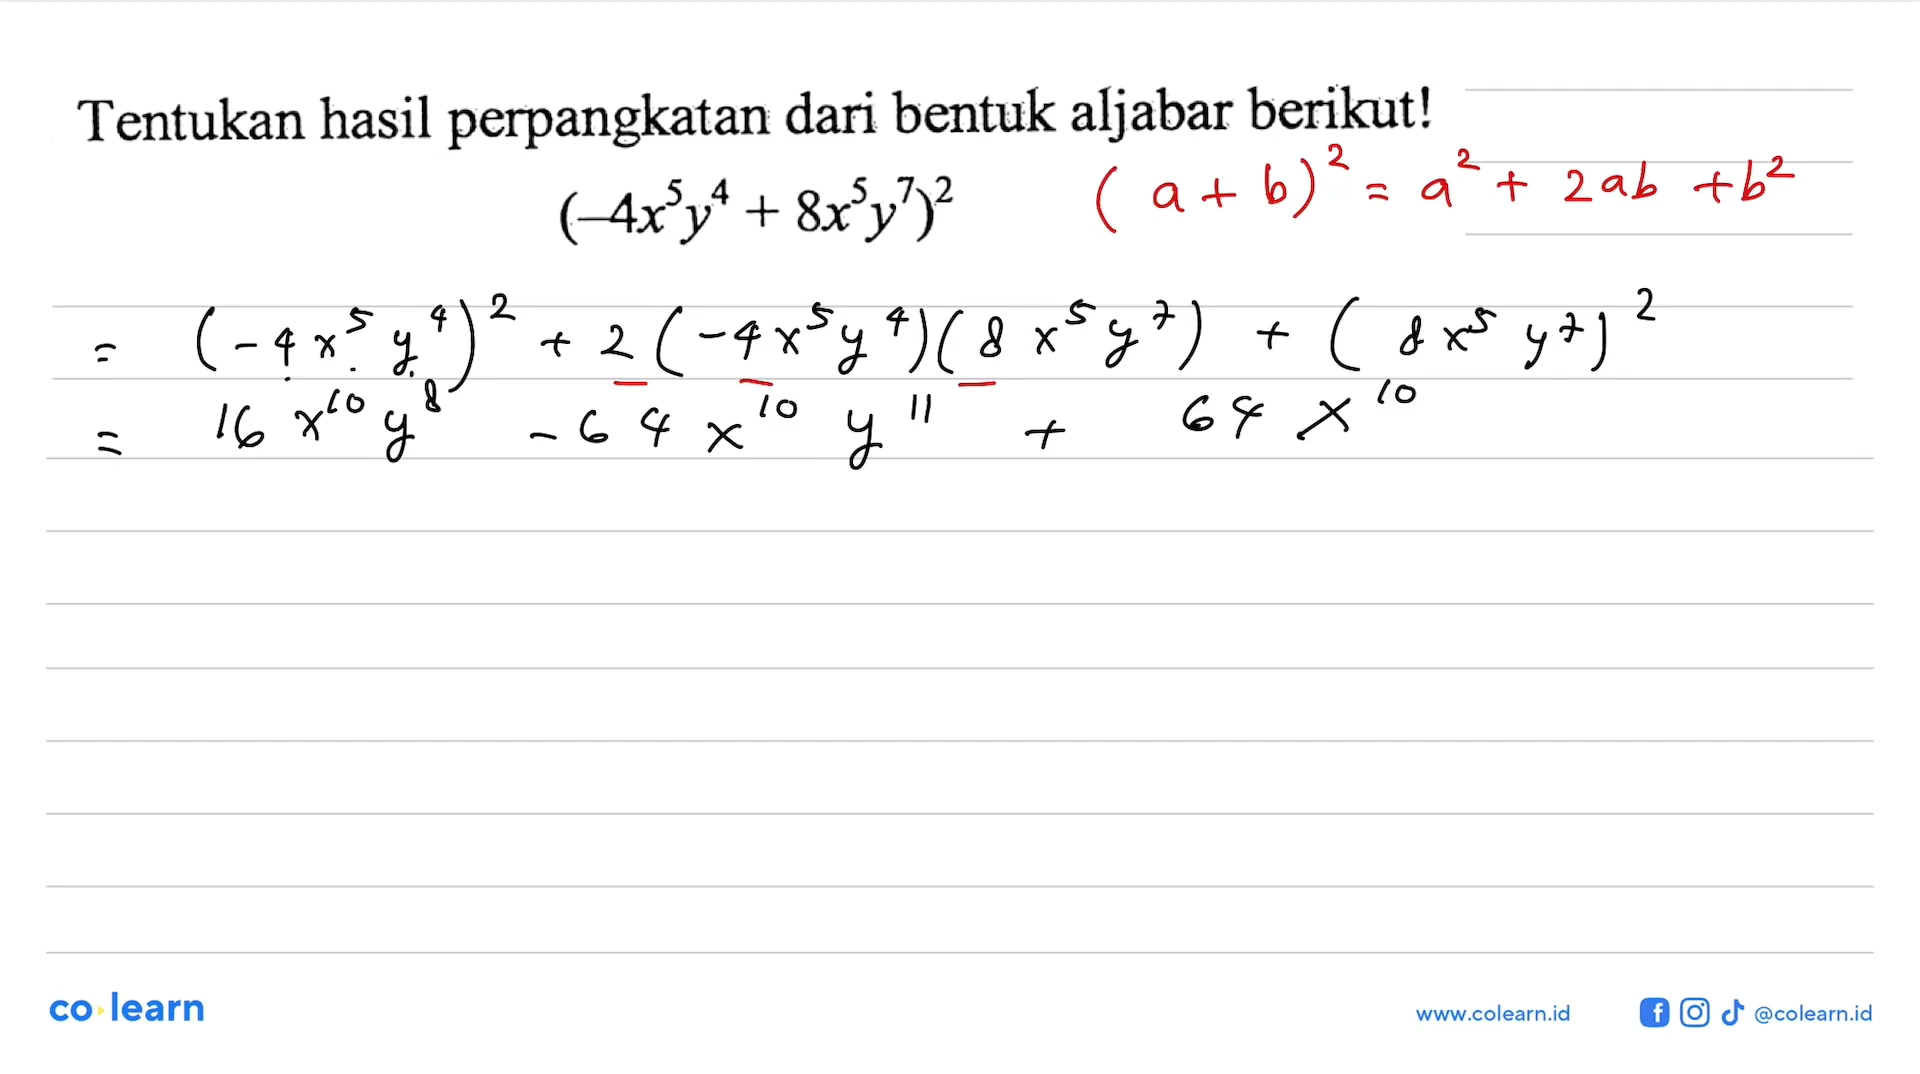 Tentukan hasil perpangkatan dari bentuk aljabar berikut!
(–4x⁵y⁴ + 8x⁵y⁷)²
(a + b)² = a² + 2ab + b²
= (-4x⁵y⁴)² + 2(-4x⁵y⁴)(8x⁵y⁷) + (8x⁵y⁷)²
= 16x¹⁰y⁸ - 64x¹⁰y¹¹ + 64x¹⁰
co learn
www.colearn.id
@colearn.id